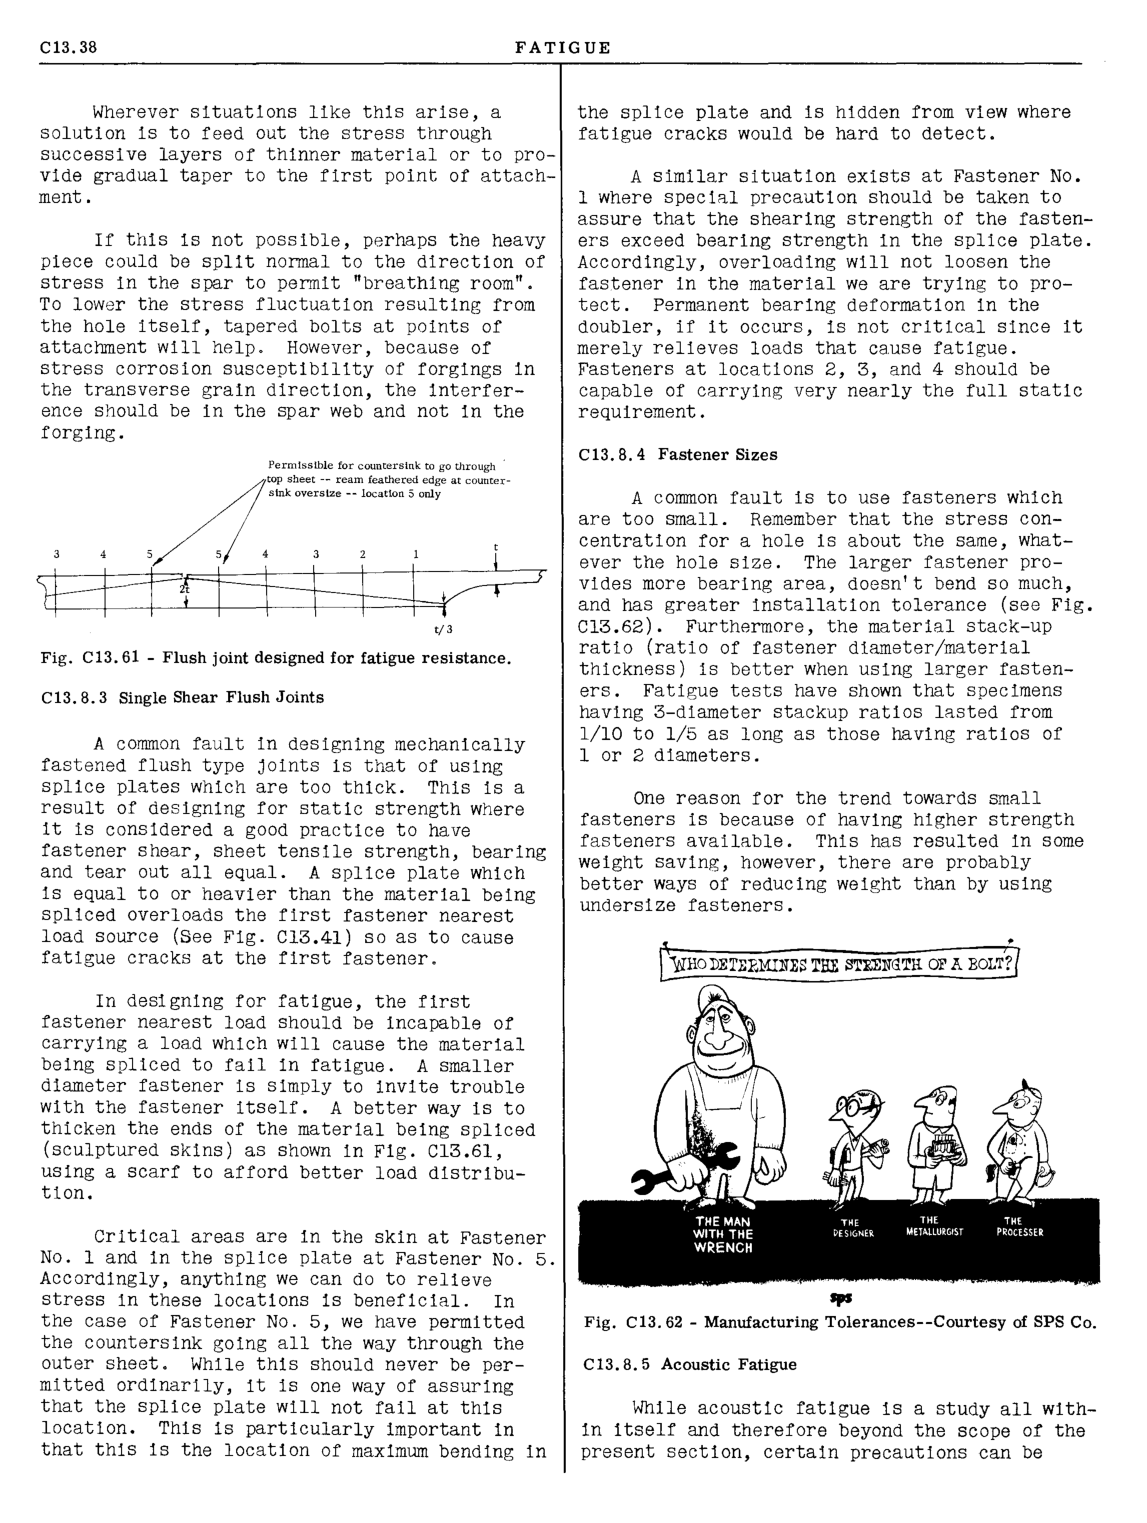 C13.38
FATIGUE
Wherever situations like this arise, a
solution is to feed out the stress through
successive layers of thinner material or to pro-
vide gradual taper to the first point of attach-
ment.
If this is not possible, perhaps the heavy
piece could be split normal to the direction of
stress in the spar to permit "breathing room".
To lower the stress fluctuation resulting from
the hole itself, tapered bolts at points of
attachment will help. However, because of
stress corrosion susceptibility of forgings in
the transverse grain direction, the interfer-
ence should be in the spar web and not in the
forging.
Permissible for countersink to go through
top sheet -- ream feathered edge at counter-
sink oversize -- location 5 only
3 4 5 5 4 3 2 1 t
2t
t/3
Fig. C13.61 - Flush joint designed for fatigue resistance.
C13.8.3 Single Shear Flush Joints
A common fault in designing mechanically
fastened flush type joints is that of using
splice plates which are too thick. This is a
result of designing for static strength where
it is considered a good practice to have
fastener shear, sheet tensile strength, bearing
and tear out all equal. A splice plate which
is equal to or heavier than the material being
spliced overloads the first fastener nearest
load source (See Fig. C13.41) so as to cause
fatigue cracks at the first fastener.
In designing for fatigue, the first
fastener nearest load should be incapable of
carrying a load which will cause the material
being spliced to fail in fatigue. A smaller
diameter fastener is simply to invite trouble
with the fastener itself. A better way is to
thicken the ends of the material being spliced
(sculptured skins) as shown in Fig. C13.61,
using a scarf to afford better load distribu-
tion.
Critical areas are in the skin at Fastener
No. 1 and in the splice plate at Fastener No. 5.
Accordingly, anything we can do to relieve
stress in these locations is beneficial. In
the case of Fastener No. 5, we have permitted
the countersink going all the way through the
outer sheet. While this should never be per-
mitted ordinarily, it is one way of assuring
that the splice plate will not fail at this
location. This is particularly important in
that this is the location of maximum bending in
the splice plate and is hidden from view where
fatigue cracks would be hard to detect.
A similar situation exists at Fastener No.
1 where special precaution should be taken to
assure that the shearing strength of the fasten-
ers exceed bearing strength in the splice plate.
Accordingly, overloading will not loosen the
fastener in the material we are trying to pro-
tect. Permanent bearing deformation in the
doubler, if it occurs, is not critical since it
merely relieves loads that cause fatigue.
Fasteners at locations 2, 3, and 4 should be
capable of carrying very nearly the full static
requirement.
C13.8.4 Fastener Sizes
A common fault is to use fasteners which
are too small. Remember that the stress con-
centration for a hole is about the same, what-
ever the hole size. The larger fastener pro-
vides more bearing area, doesn't bend so much,
and has greater installation tolerance (see Fig.
C13.62). Furthermore, the material stack-up
ratio (ratio of fastener diameter/material
thickness) is better when using larger fasten-
ers. Fatigue tests have shown that specimens
having 3-diameter stackup ratios lasted from
1/10 to 1/5 as long as those having ratios of
1 or 2 diameters.
One reason for the trend towards small
fasteners is because of having higher strength
fasteners available. This has resulted in some
weight saving, however, there are probably
better ways of reducing weight than by using
undersize fasteners.
WHO DETERMINES THE STRENGTH OF A BOLT?
THE MAN
WITH THE
WRENCH
THE
DESIGNER
THE
METALLURGIST
THE
PROCESSER
sps
Fig. C13.62 - Manufacturing Tolerances--Courtesy of SPS Co.
C13.8.5 Acoustic Fatigue
While acoustic fatigue is a study all with-
in itself and therefore beyond the scope of the
present section, certain precautions can be